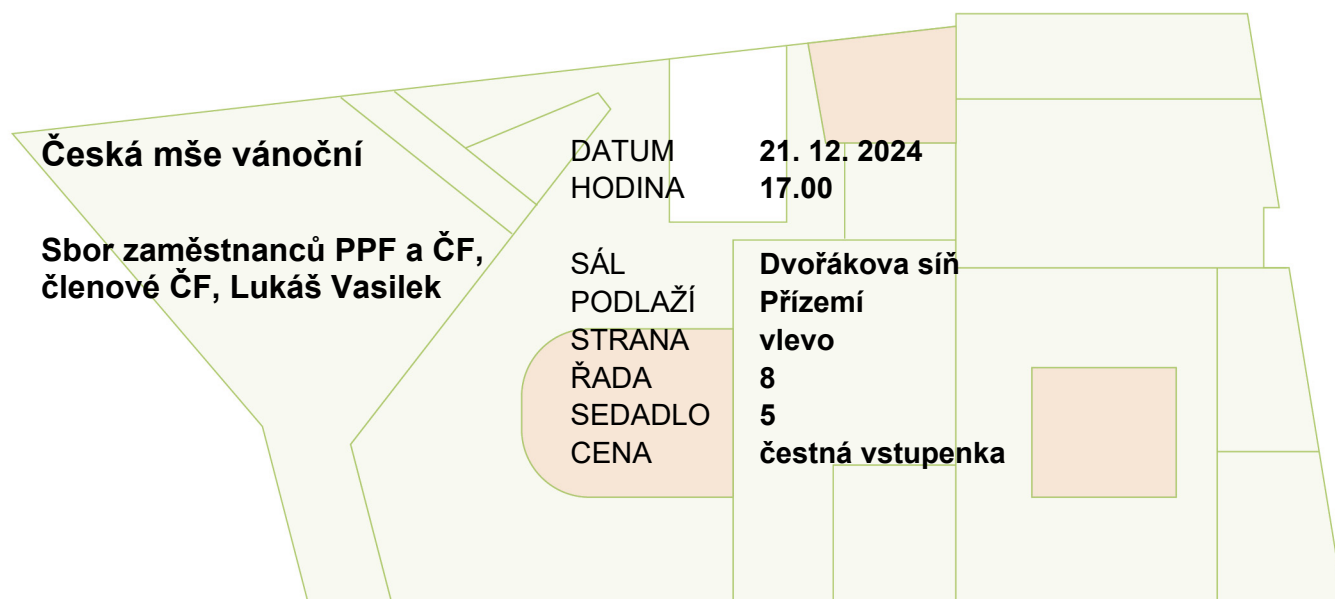 Česká mše vánoční
Sbor zaměstnanců PPF a ČF,
členové ČF, Lukáš Vasilek
DATUM 21. 12. 2024
HODINA 17.00
SÁL Dvořákova síň
PODLAŽÍ Přízemí
STRANA vlevo
ŘADA 8
SEDADLO 5
CENA čestná vstupenka